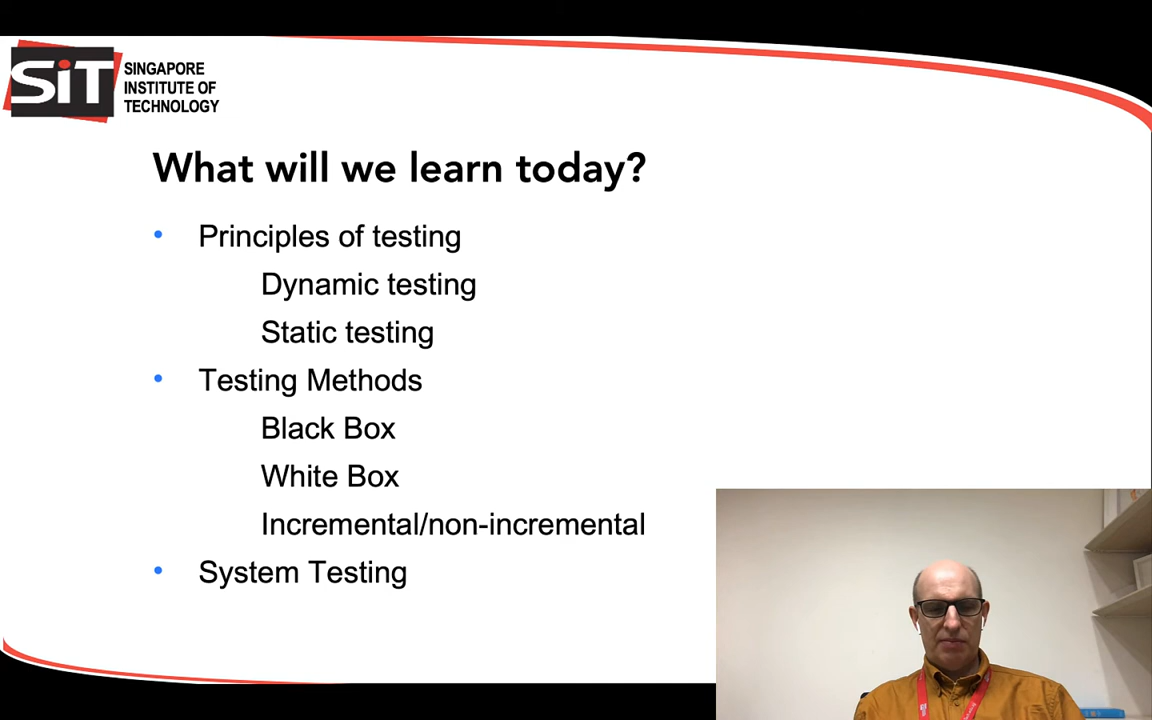 SiT
SINGAPORE
INSTITUTE OF
TECHNOLOGY
What will we learn today?
• Principles of testing
Dynamic testing
Static testing
• Testing Methods
Black Box
White Box
Incremental/non-incremental
• System Testing